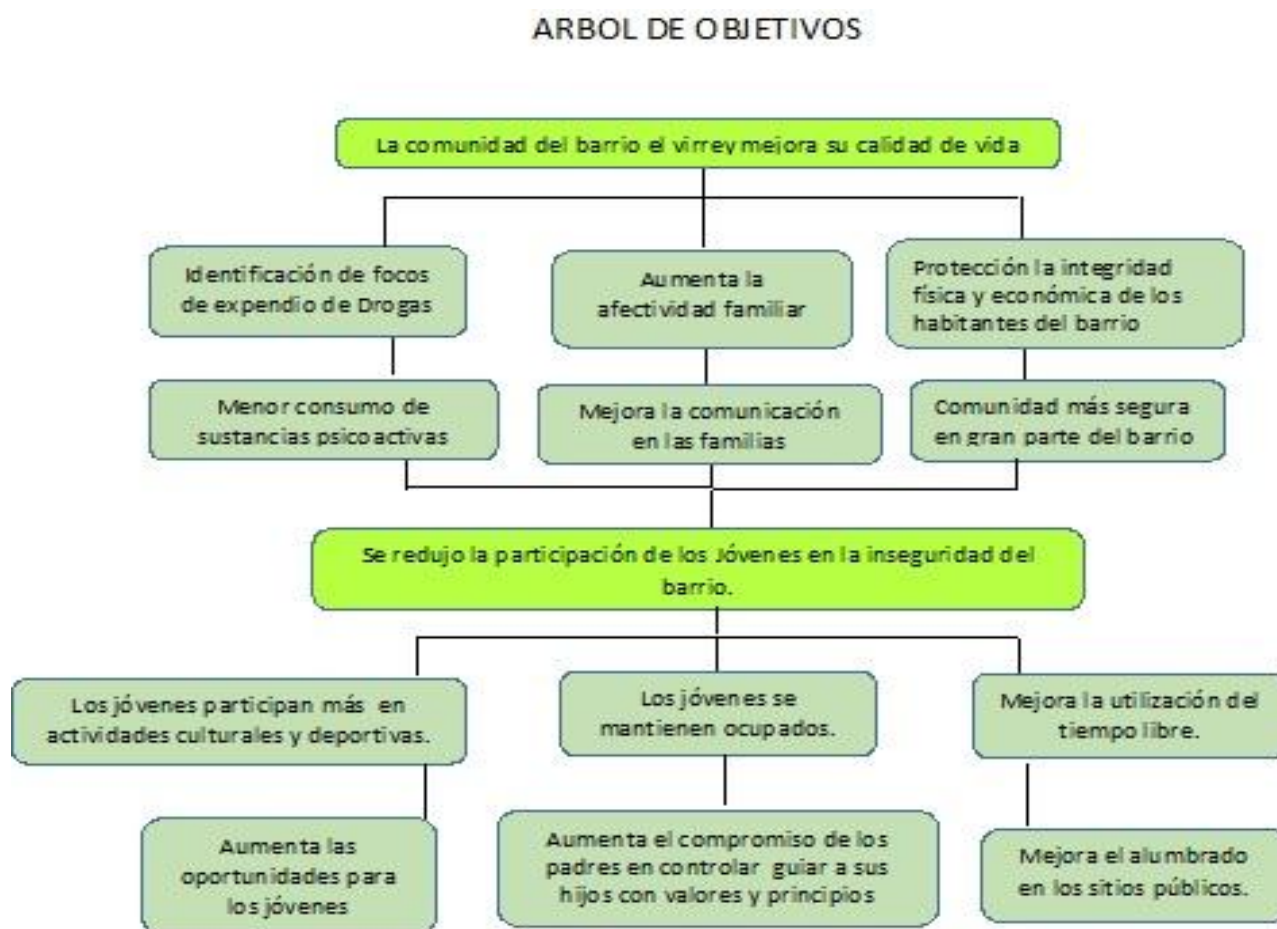 ARBOL DE OBJETIVOS
La comunidad del barrio el virrey mejora su calidad de vida
Identificación de focos
de expendio de Drogas
Aumenta la
afectividad familiar
Protección la integridad
física y económica de los
habitantes del barrio
Menor consumo de
sustancias psicoactivas
Mejora la comunicación
en las familias
Comunidad más segura
en gran parte del barrio
Se redujo la participación de los Jóvenes en la inseguridad del
barrio.
Los jóvenes participan más en
actividades culturales y deportivas.
Los jóvenes se
mantienen ocupados.
Mejora la utilización del
tiempo libre.
Aumenta las
oportunidades para
los jóvenes
Aumenta el compromiso de los
padres en controlar guiar a sus
hijos con valores y principios
Mejora el alumbrado
en los sitios públicos.